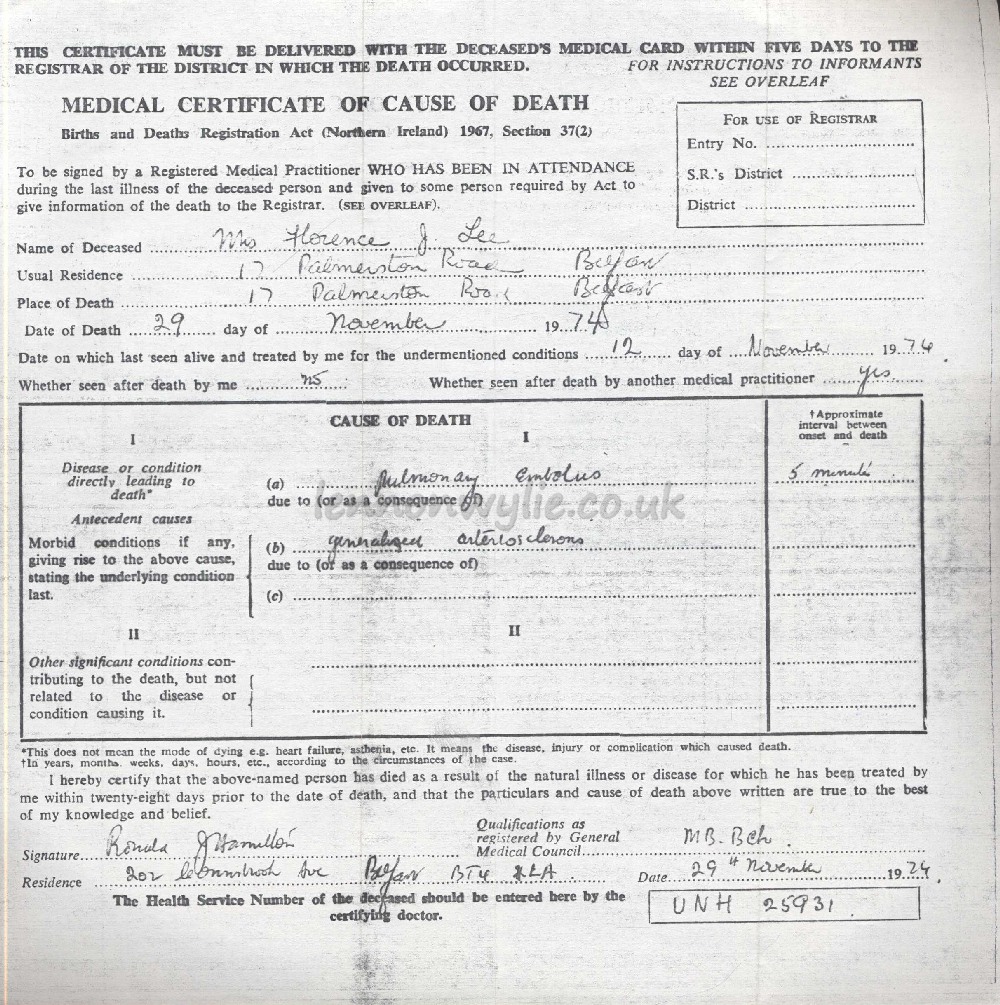 THIS CERTIFICATE MUST BE DELIVERED WITH THE DECEASED'S MEDICAL CARD WITHIN FIVE DAYS TO THE
REGISTRAR OF THE DISTRICT IN WHICH THE DEATH OCCURRED. FOR INSTRUCTIONS TO INFORMANTS
SEE OVERLEAF
MEDICAL CERTIFICATE OF CAUSE OF DEATH
Births and Deaths Registration Act (Northern Ireland) 1967, Section 37(2)
FOR USE OF REGISTRAR
Entry No.
S.R.'s District
District
To be signed by a Registered Medical Practitioner WHO HAS BEEN IN ATTENDANCE
during the last illness of the deceased person and given to some person required by Act to
give information of the death to the Registrar. (SEE OVERLEAF).
Name of Deceased Mrs Florence J. Lee
Usual Residence 17 Palmerston Road Belfast
Place of Death 17 Palmerston Road Belfast
Date of Death 29 day of November 1974
Date on which last seen alive and treated by me for the undermentioned conditions 12 day of November 1974.
Whether seen after death by me no Whether seen after death by another medical practitioner yes.
CAUSE OF DEATH
†Approximate
interval between
onset and death
I I
Disease or condition
directly leading to
death*
(a) Pulmonary Embolus 5 minutes
due to (or as a consequence of)
lennonwylie.co.uk
Antecedent causes
Morbid conditions if any,
giving rise to the above cause,
stating the underlying condition
last.
(b) generalised arteriosclerosis
due to (or as a consequence of)
(c)
II II
Other significant conditions con-
tributing to the death, but not
related to the disease or
condition causing it.
*This does not mean the mode of dying e.g. heart failure, asthenia, etc. It means the disease, injury or complication which caused death.
†In years, months, weeks, days, hours, etc., according to the circumstances of the case.
I hereby certify that the above-named person has died as a result of the natural illness or disease for which he has been treated by
me within twenty-eight days prior to the date of death, and that the particulars and cause of death above written are true to the best
of my knowledge and belief.
Signature Ronald J Hamilton
Qualifications as
registered by General
Medical Council MB. Bch.
Residence 202 Ave Belfast BT4 Date 29th November 1974.
The Health Service Number of the deceased should be entered here by the
certifying doctor.
UNH 25931